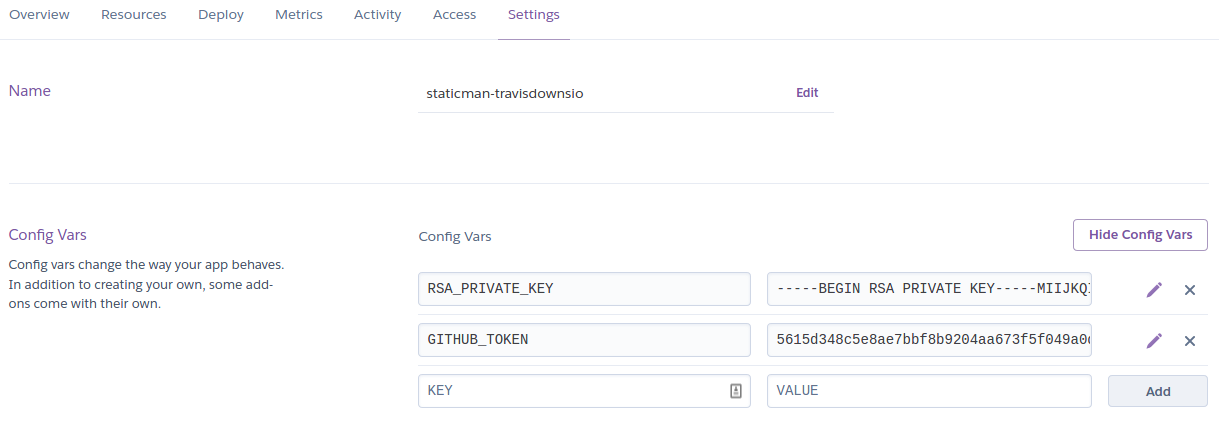 Overview Resources Deploy Metrics Activity Access Settings
Name
staticman-travisdownsio Edit
Config Vars
Config vars change the way your app behaves.
In addition to creating your own, some add-
ons come with their own.
Config Vars Hide Config Vars
RSA_PRIVATE_KEY -----BEGIN RSA PRIVATE KEY-----MIIJKQ
GITHUB_TOKEN 5615d348c5e8ae7bbf8b9204aa673f5f049a0
KEY VALUE Add